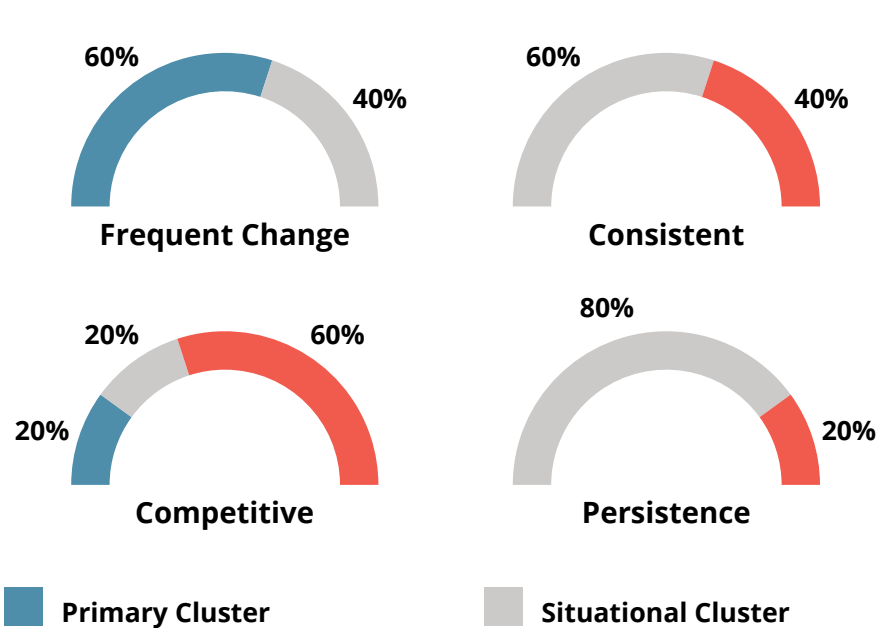 60%
40%
Frequent Change
60%
40%
Consistent
20%
20%
60%
Competitive
80%
20%
Persistence
Primary Cluster
Situational Cluster